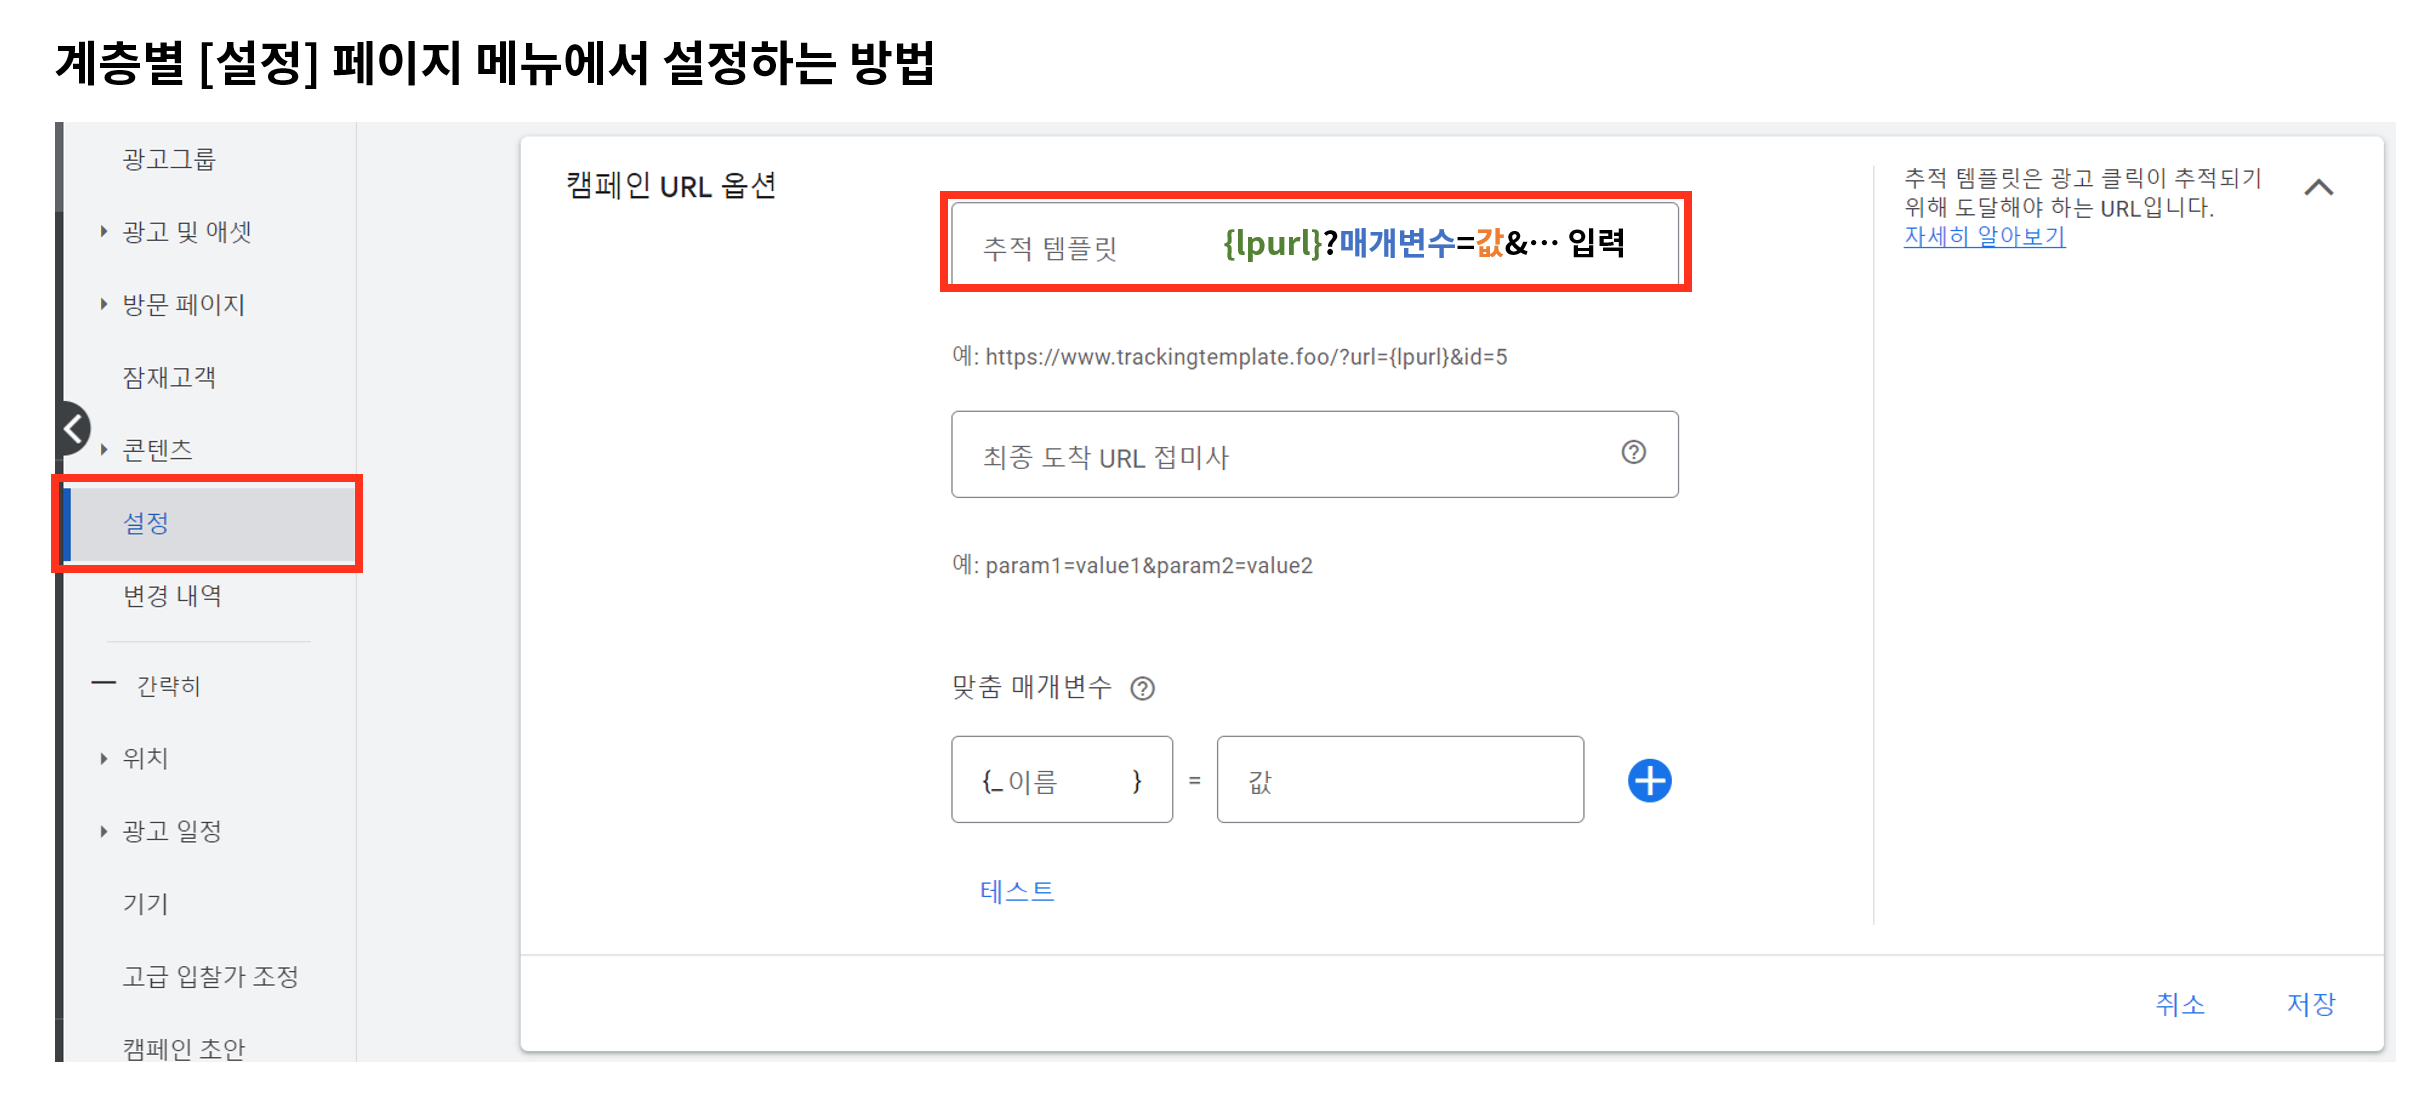 계층별 [설정] 페이지 메뉴에서 설정하는 방법
광고그룹
광고 및 애셋
방문 페이지
잠재고객
콘텐츠
설정
변경 내역
간략히
위치
광고 일정
기기
고급 입찰가 조정
캠페인 초안
캠페인 URL 옵션
추적 템플릿 {lpurl}?매개변수=값&··· 입력
예: https://www.trackingtemplate.foo/?url={lpurl}&id=5
최종 도착 URL 접미사
예: param1=value1&param2=value2
맞춤 매개변수
{_ 이름 } = 값
테스트
추적 템플릿은 광고 클릭이 추적되기
위해 도달해야 하는 URL입니다.
자세히 알아보기
취소 저장